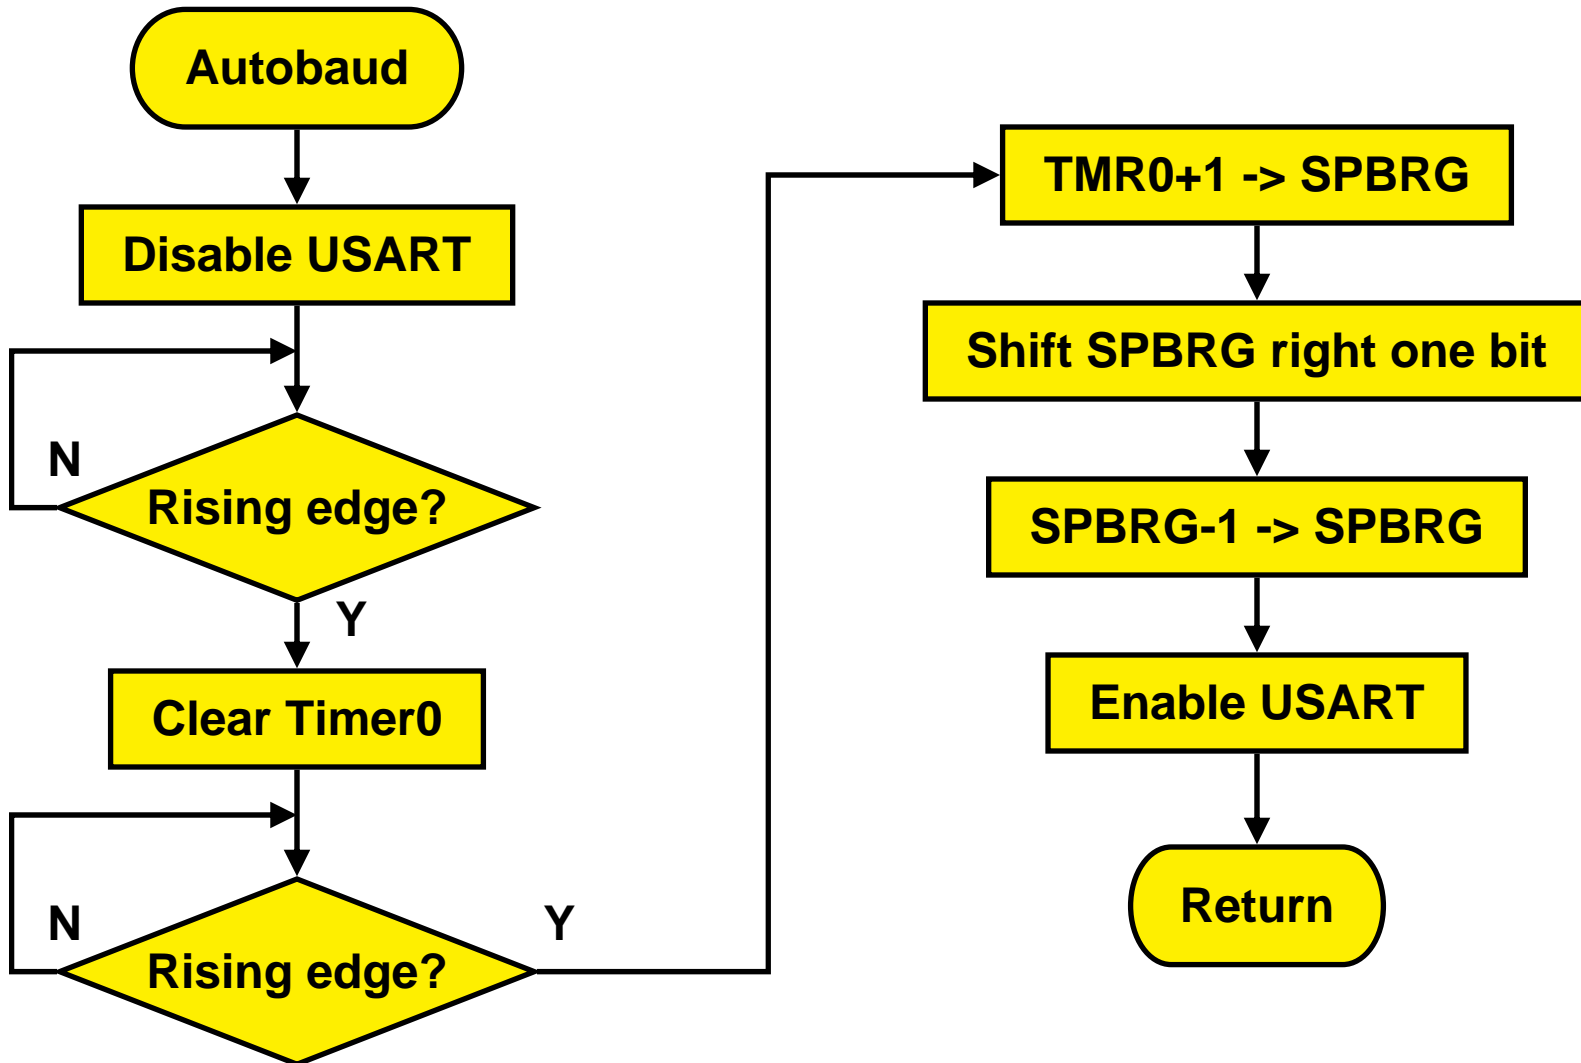 Autobaud
Disable USART
N
Rising edge?
Y
Clear Timer0
N
Rising edge?
Y
TMR0+1 -> SPBRG
Shift SPBRG right one bit
SPBRG-1 -> SPBRG
Enable USART
Return